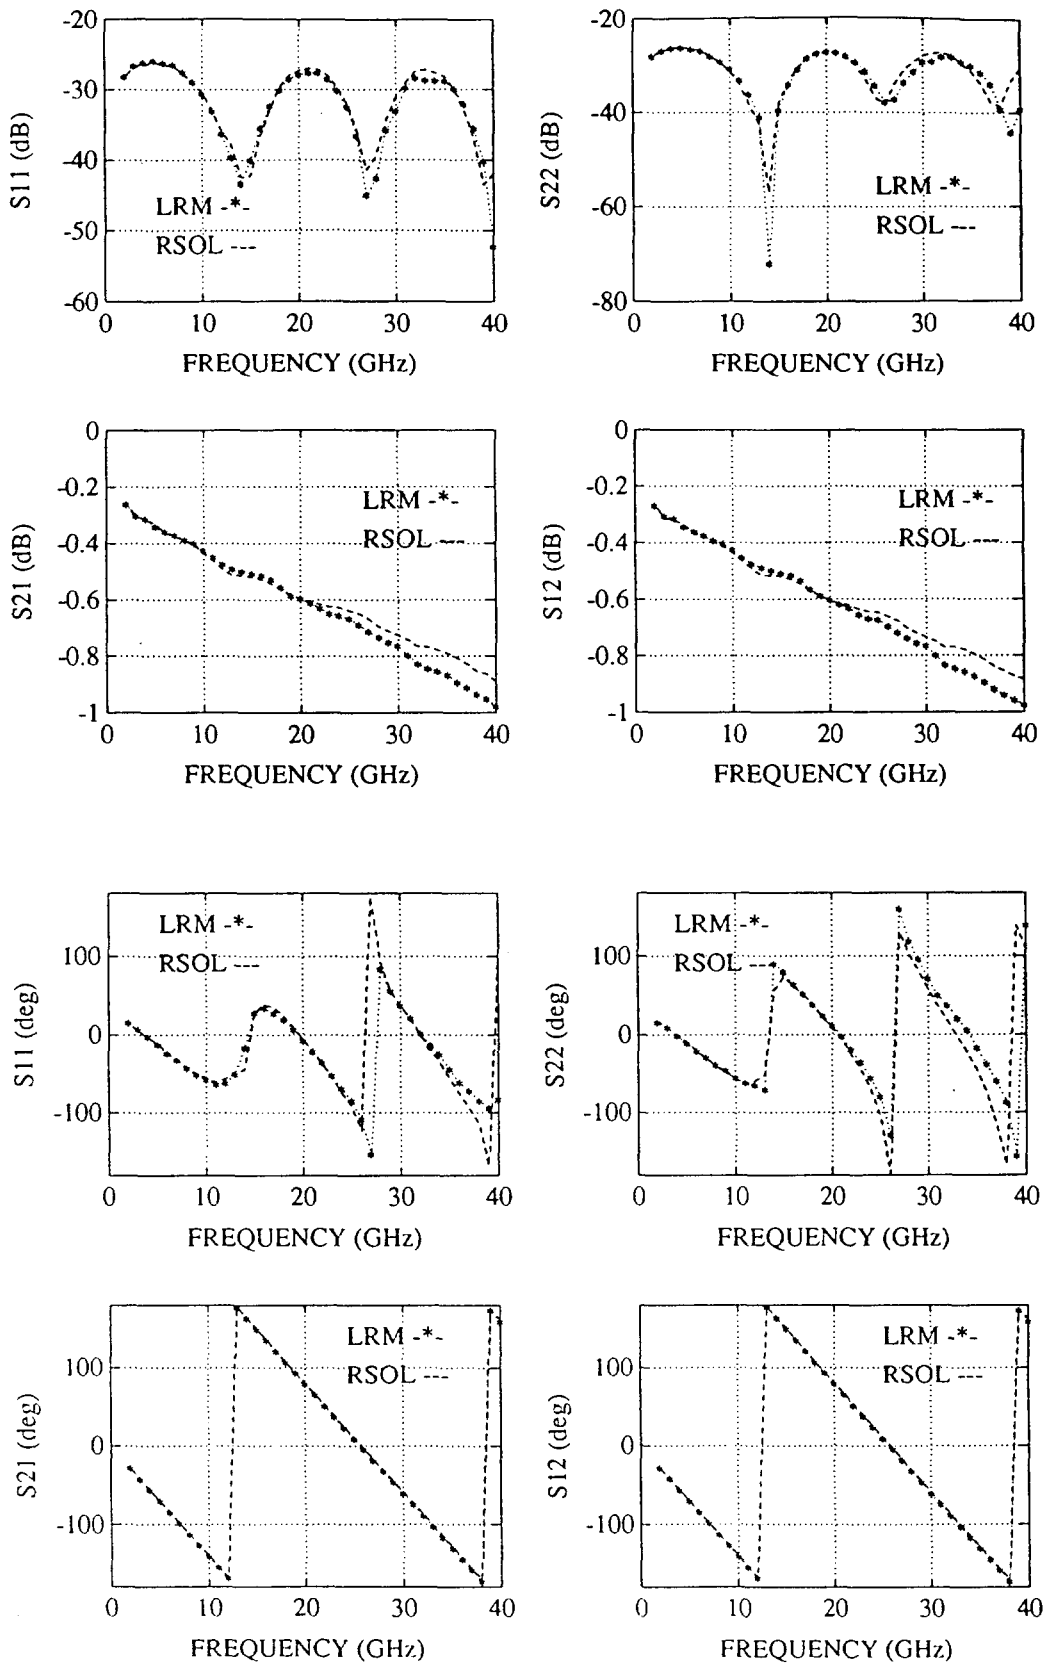 -20
-30
-40
-50
-60
S11 (dB)
LRM -*-
RSOL ---
0 10 20 30 40
FREQUENCY (GHz)
-20
-40
-60
-80
S22 (dB)
LRM -*-
RSOL ---
0 10 20 30 40
FREQUENCY (GHz)
0
-0.2
-0.4
-0.6
-0.8
-1
S21 (dB)
LRM -*-
RSOL ---
0 10 20 30 40
FREQUENCY (GHz)
0
-0.2
-0.4
-0.6
-0.8
-1
S12 (dB)
LRM -*-
RSOL ---
0 10 20 30 40
FREQUENCY (GHz)
100
0
-100
S11 (deg)
LRM -*-
RSOL ---
0 10 20 30 40
FREQUENCY (GHz)
100
0
-100
S22 (deg)
LRM -*-
RSOL ---
0 10 20 30 40
FREQUENCY (GHz)
100
0
-100
S21 (deg)
LRM -*-
RSOL ---
0 10 20 30 40
FREQUENCY (GHz)
100
0
-100
S12 (deg)
LRM -*-
RSOL ---
0 10 20 30 40
FREQUENCY (GHz)